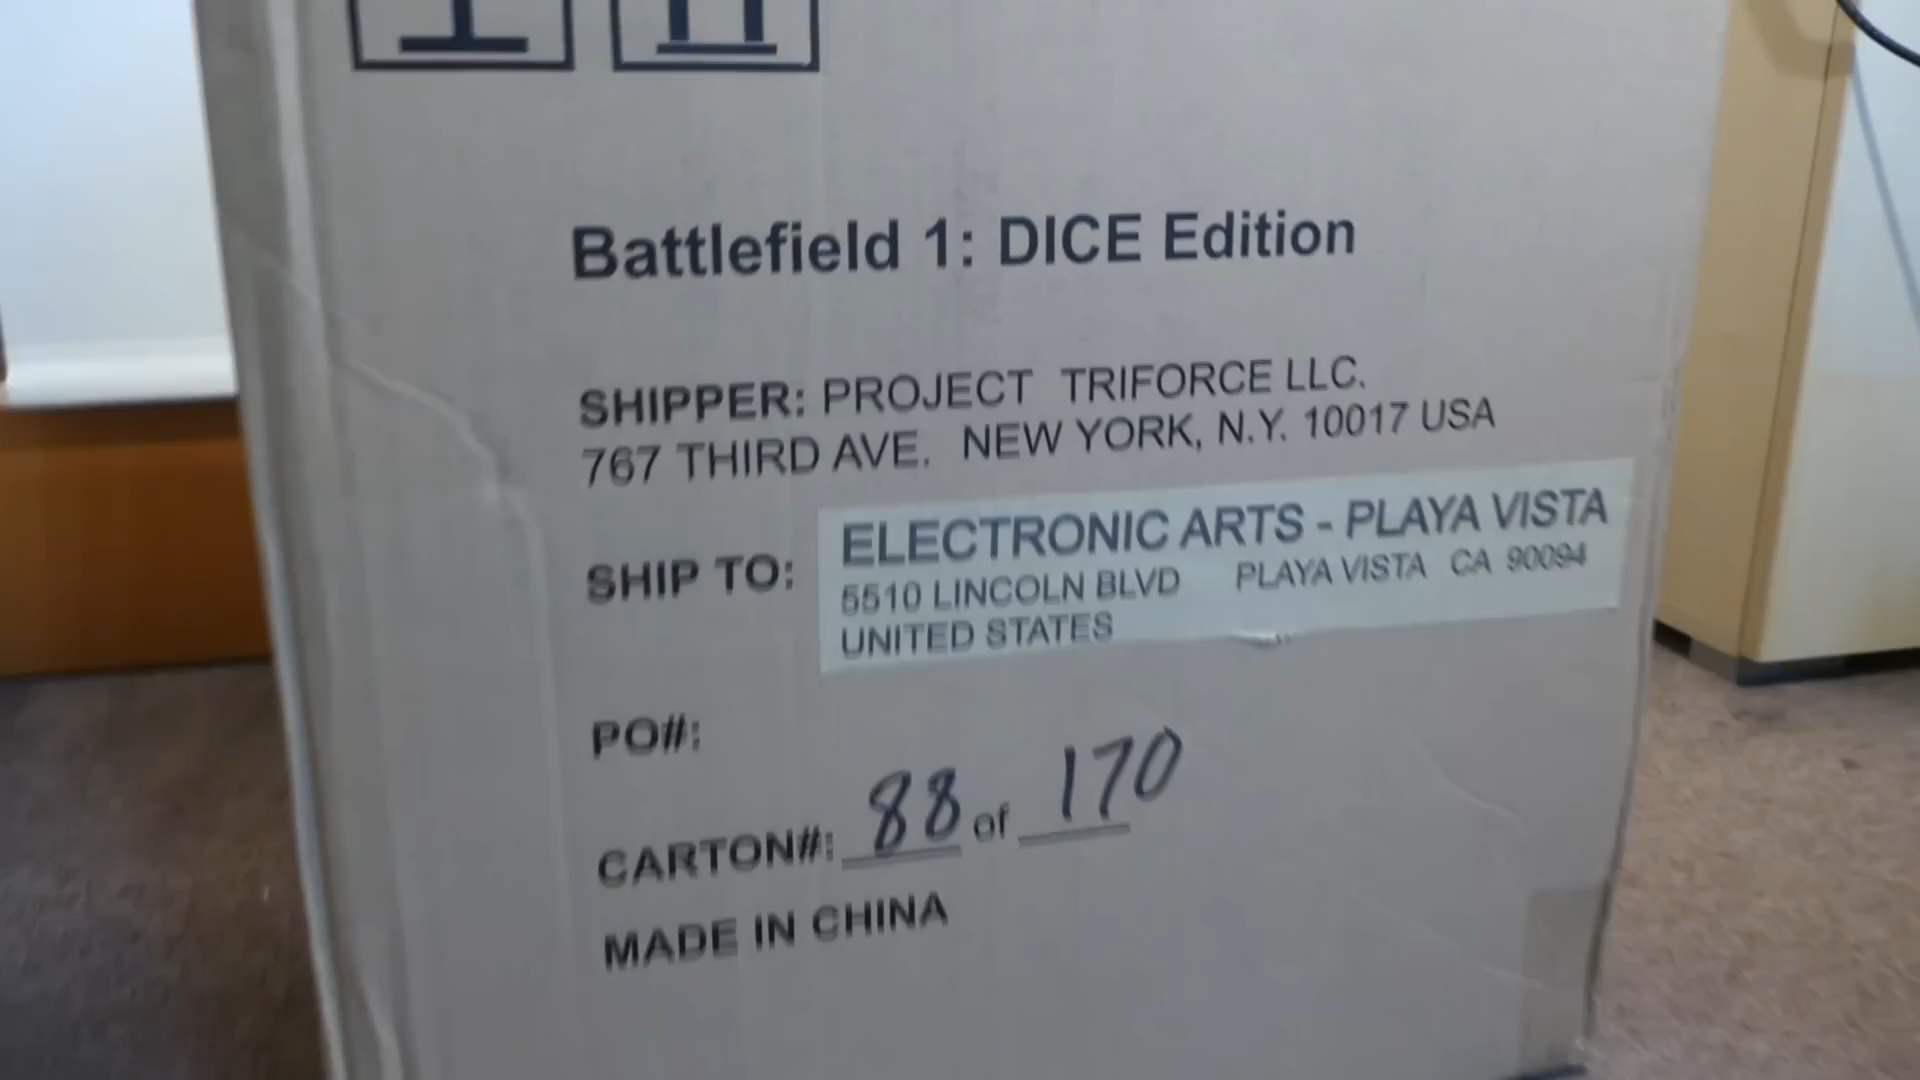 Battlefield 1: DICE Edition
SHIPPER: PROJECT TRIFORCE LLC.
767 THIRD AVE. NEW YORK, N.Y. 10017 USA
SHIP TO: ELECTRONIC ARTS - PLAYA VISTA
5510 LINCOLN BLVD PLAYA VISTA CA 90094
UNITED STATES
PO#:
CARTON#: 88 of 170
MADE IN CHINA